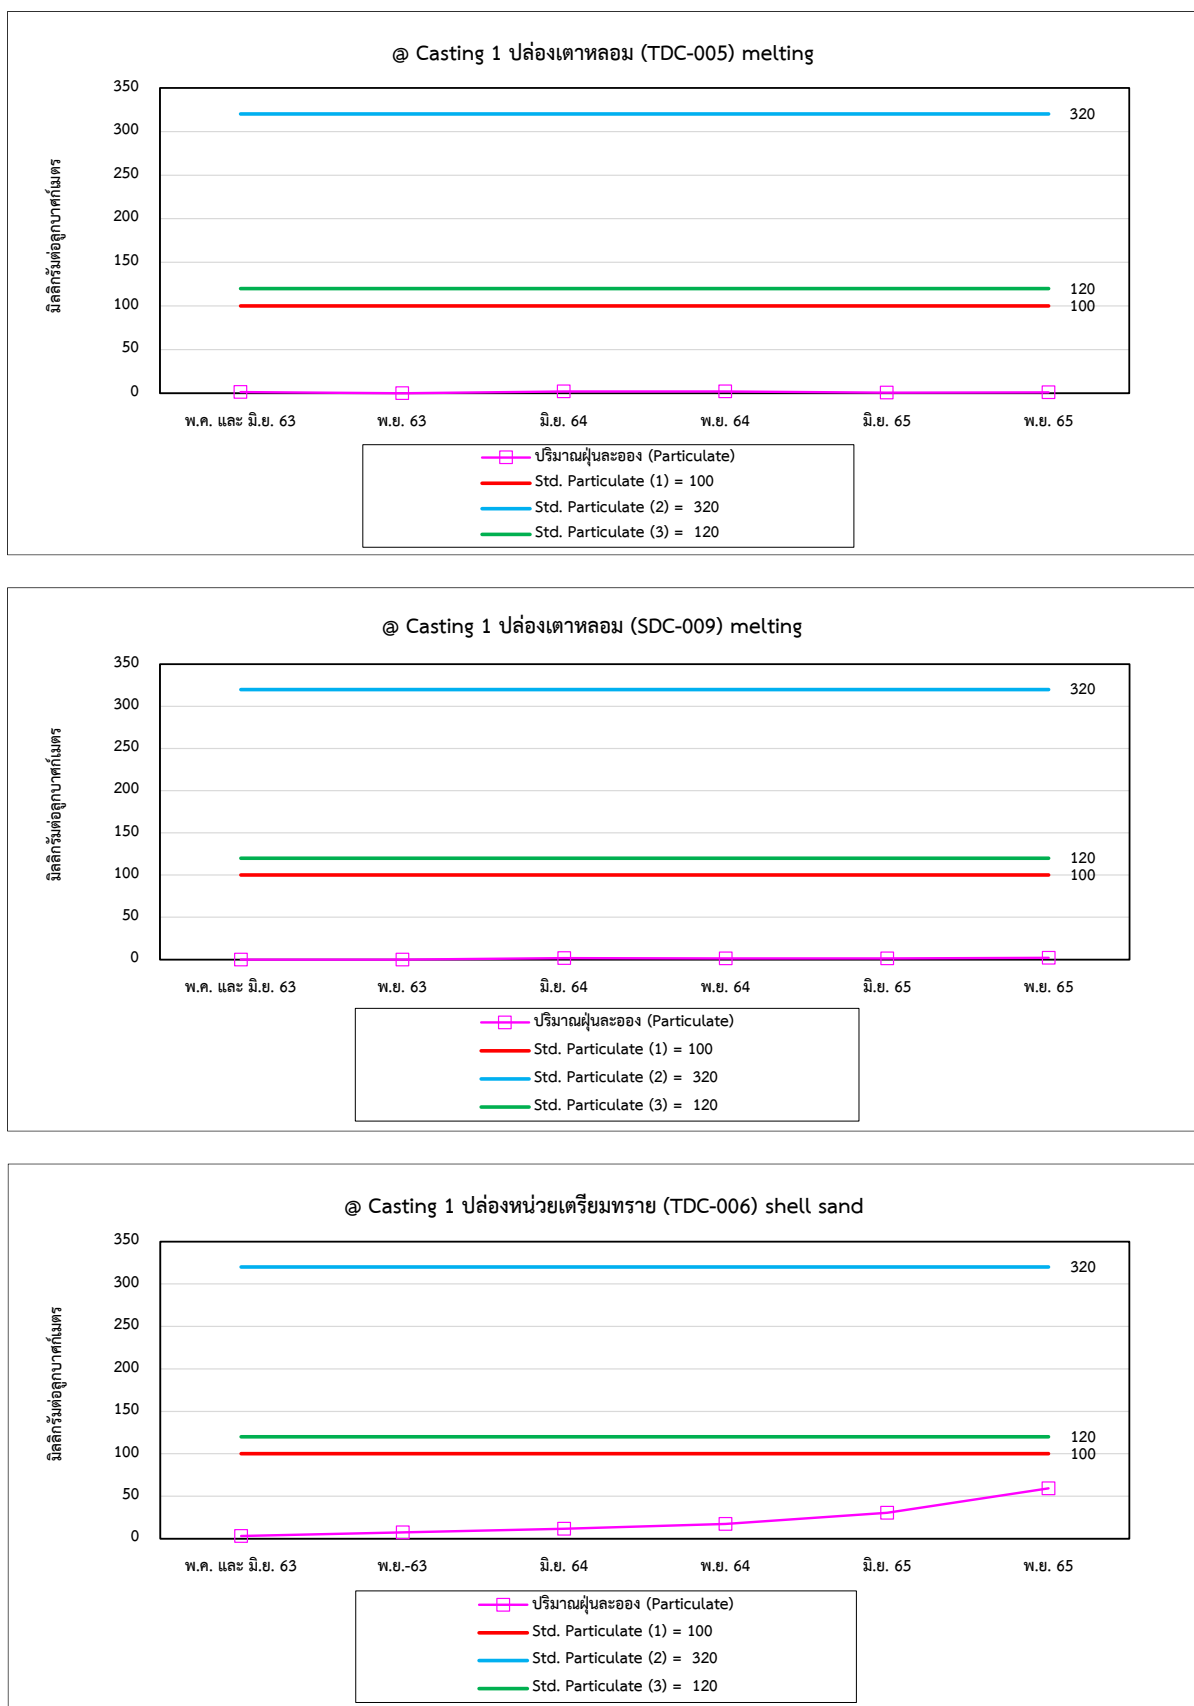 @ Casting 1 ปล่องเตาหลอม (TDC-005) melting
มิลลิกรัมต่อลูกบาศก์เมตร
350
300
250
200
150
100
50
0
320
120
100
พ.ค. และ มิ.ย. 63 พ.ย. 63 มิ.ย. 64 พ.ย. 64 มิ.ย. 65 พ.ย. 65
ปริมาณฝุ่นละออง (Particulate)
Std. Particulate (1) = 100
Std. Particulate (2) = 320
Std. Particulate (3) = 120
@ Casting 1 ปล่องเตาหลอม (SDC-009) melting
มิลลิกรัมต่อลูกบาศก์เมตร
350
300
250
200
150
100
50
0
320
120
100
พ.ค. และ มิ.ย. 63 พ.ย. 63 มิ.ย. 64 พ.ย. 64 มิ.ย. 65 พ.ย. 65
ปริมาณฝุ่นละออง (Particulate)
Std. Particulate (1) = 100
Std. Particulate (2) = 320
Std. Particulate (3) = 120
@ Casting 1 ปล่องหน่วยเตรียมทราย (TDC-006) shell sand
มิลลิกรัมต่อลูกบาศก์เมตร
350
300
250
200
150
100
50
0
320
120
100
พ.ค. และ มิ.ย. 63 พ.ย.-63 มิ.ย. 64 พ.ย. 64 มิ.ย. 65 พ.ย. 65
ปริมาณฝุ่นละออง (Particulate)
Std. Particulate (1) = 100
Std. Particulate (2) = 320
Std. Particulate (3) = 120